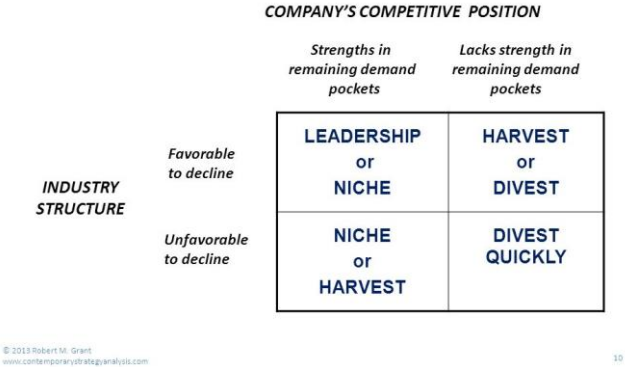 COMPANY'S COMPETITIVE POSITION
Strengths in
remaining demand
pockets
Lacks strength in
remaining demand
pockets
INDUSTRY
STRUCTURE
Favorable
to decline
LEADERSHIP
or
NICHE
HARVEST
or
DIVEST
Unfavorable
to decline
NICHE
or
HARVEST
DIVEST
QUICKLY
© 2013 Robert M. Grant
www.contemporarystrategyanalysis.com
10